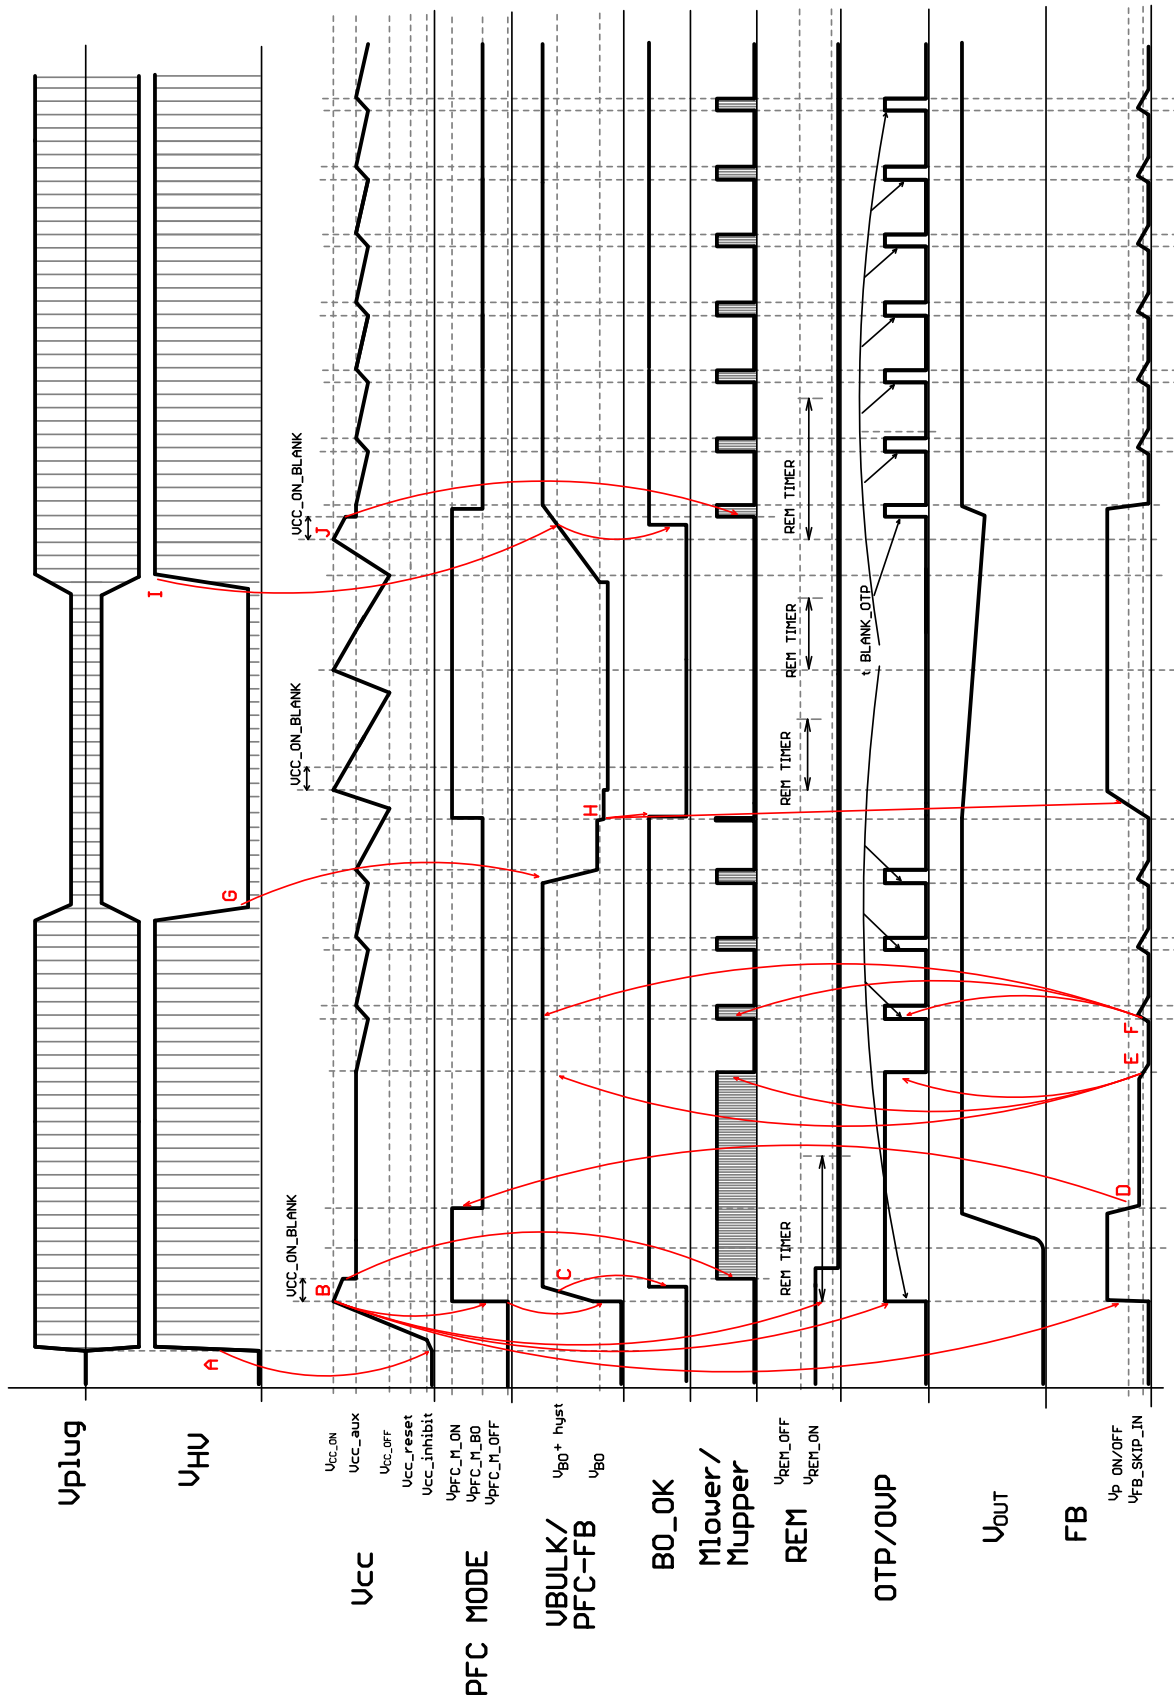 Vplug
VHV
Vcc
VCC_ON
Vcc_aux
VCC_OFF
Vcc_reset
Vcc_inhibit
PFC MODE
VPFC_M_ON
VPFC_M_BO
VPFC_M_OFF
VBULK/
PFC-FB
VBO+ hyst
VBO
BO_OK
Mlower/
Mupper
REM
VREM_OFF
VREM_ON
OTP/OVP
VOUT
FB
Vp ON/OFF
VFB_SKIP_IN
A
B
C
D
E
F
G
H
I
J
VCC_ON_BLANK
VCC_ON_BLANK
VCC_ON_BLANK
REM TIMER
REM TIMER
REM TIMER
REM TIMER
t BLANK_OTP